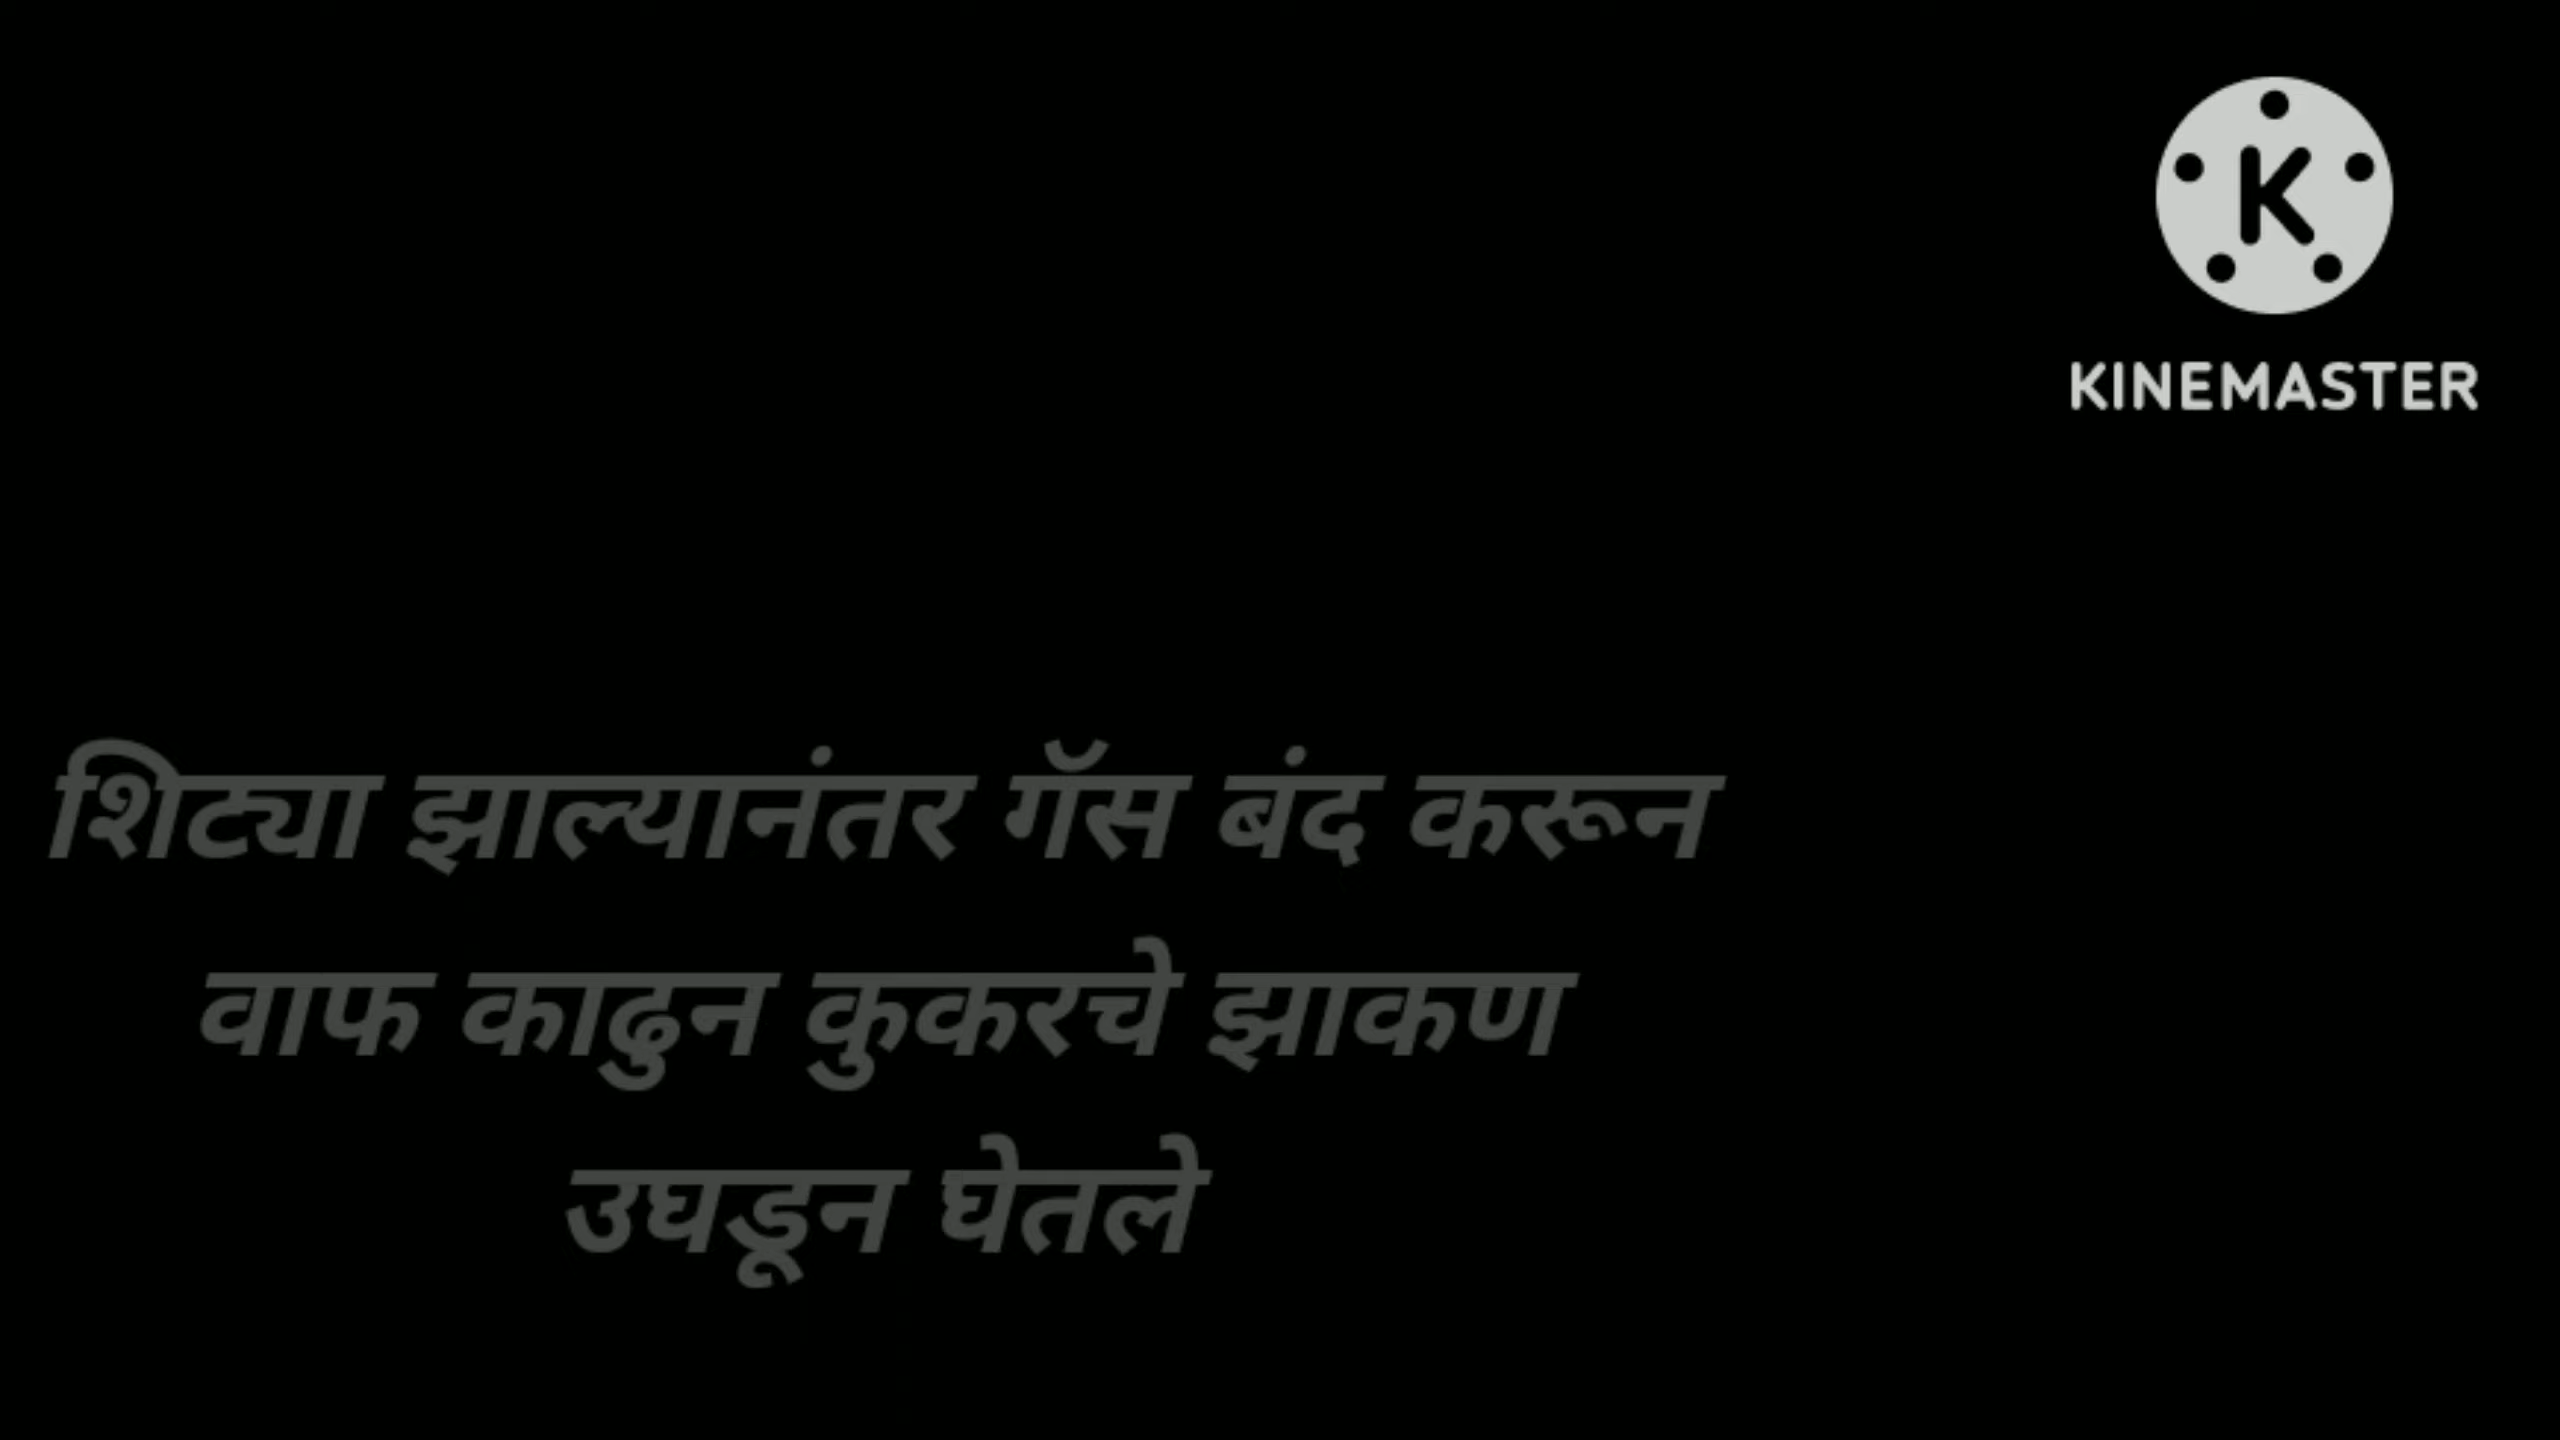 KINEMASTER
शिट्या झाल्यानंतर गॅस बंद करून
वाफ काढुन कुकरचे झाकण
उघडून घेतले